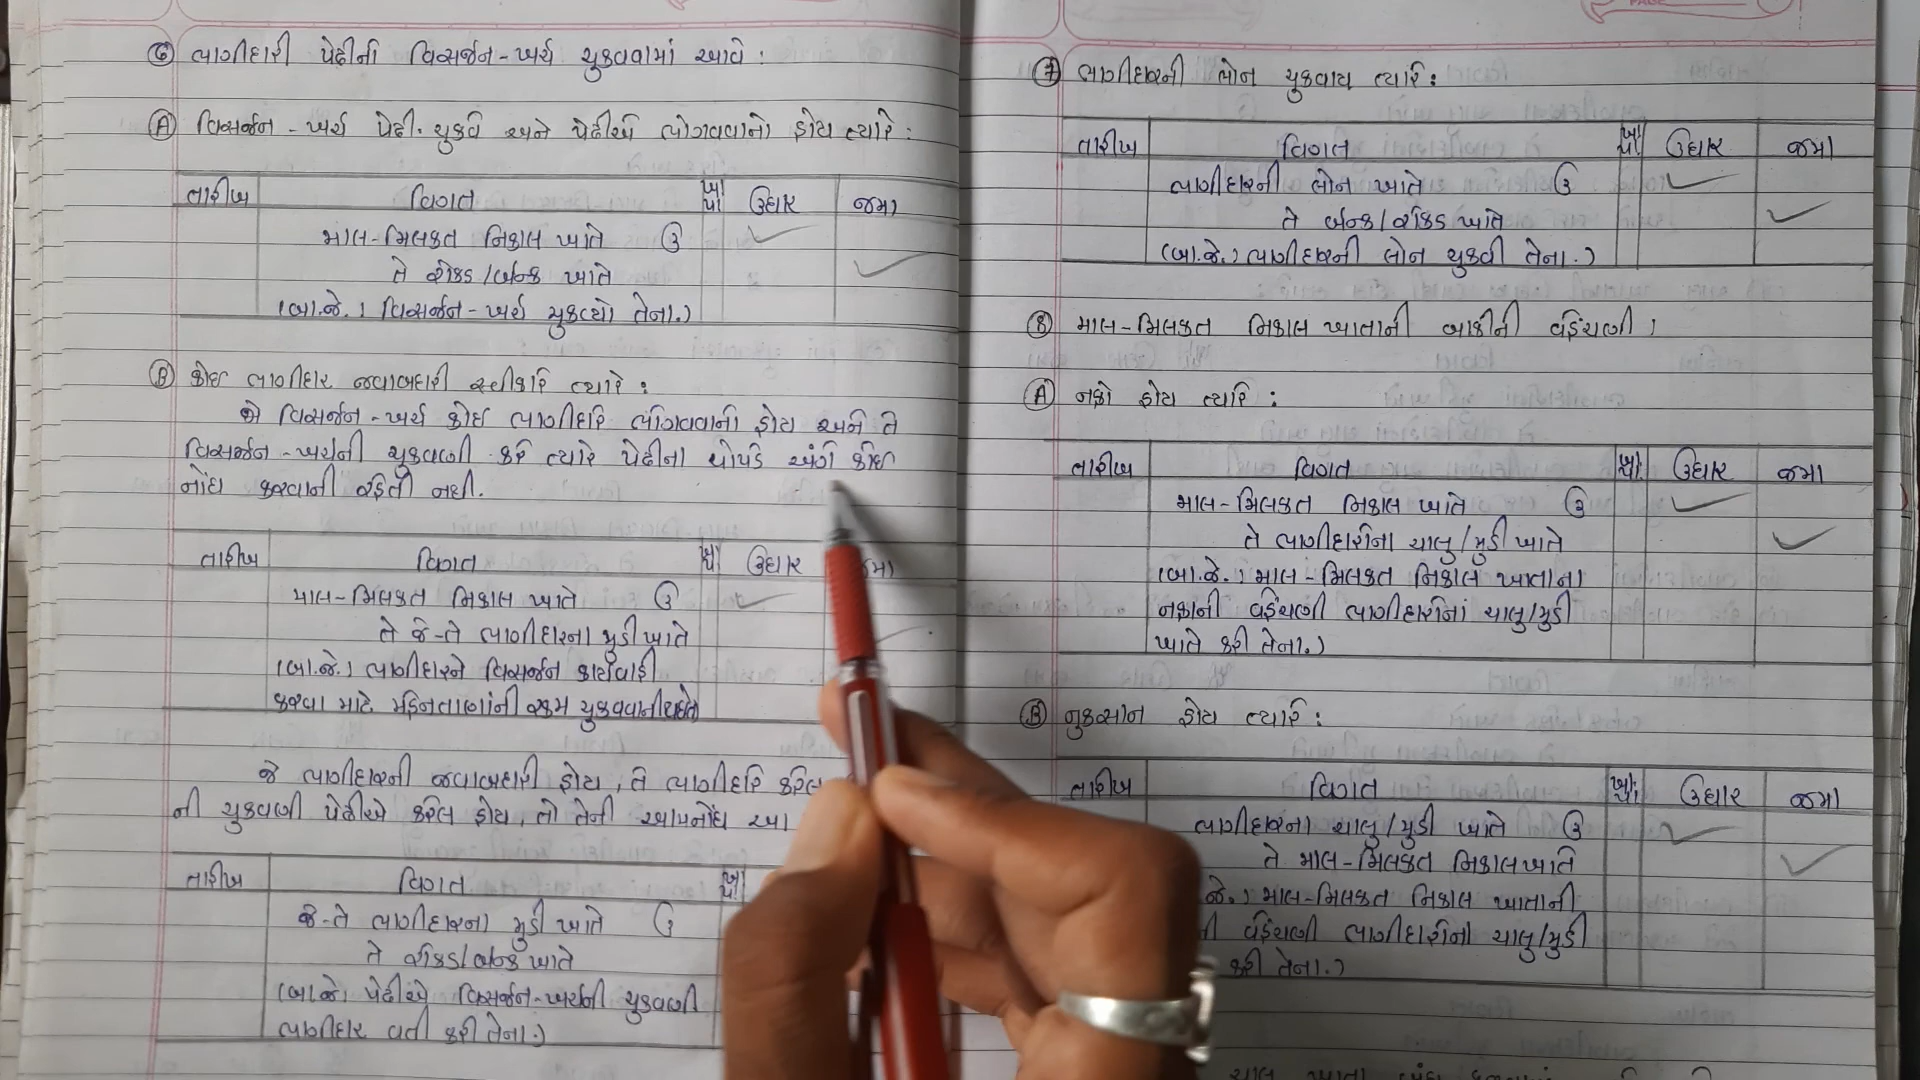 ⑥ ભાગીદારી પેઢીની વિસર્જન-ખર્ચ ચુકવવામાં આવે :
Ⓐ વિસર્જન - ખર્ચ પેઢી ચુકવે અને પેઢીએ ભોગવવાનો હોય ત્યારે :
તારીખ વિગત ખા. પા. ઉધાર જમા
માલ-મિલકત નિકાલ ખાતે ઉ ✓
તે રોકડ/બેન્ક ખાતે ✓
(બા.જે. : વિસર્જન-ખર્ચ ચુકવ્યો તેના.)
Ⓑ કોઈ ભાગીદાર જવાબદારી સ્વીકારે ત્યારે :
જો વિસર્જન-ખર્ચ કોઈ ભાગીદારે ભોગવવાની હોય અને તે
વિસર્જન-ખર્ચની ચુકવણી કરે ત્યારે પેઢીના ચોપડે અંગે કોઈ
નોંધ કરવાની રહેતી નથી.
તારીખ વિગત ખા. પા. ઉધાર
માલ-મિલકત નિકાલ ખાતે ઉ ✓
તે જે-તે ભાગીદારના મુડી ખાતે
(બા.જે. : ભાગીદારને વિસર્જન કાર્યવાહી
કરવા માટે મહેનતાણાંની રકમ ચુકવવાની
જે ભાગીદારની જવાબદારી હોય, તે ભાગીદારે કરેલ
ની ચુકવણી પેઢીએ કરેલ હોય, તો તેની આમનોંધ આ
તારીખ વિગત ખા. પા.
જે-તે ભાગીદારના મુડી ખાતે ઉ
તે રોકડ/બેન્ક ખાતે
(બા.જે. પેઢીએ વિસર્જન-ખર્ચની ચુકવણી
ભાગીદાર વતી કરી તેના.)
⑦ ભાગીદારની લોન ચુકવાય ત્યારે :
તારીખ વિગત ખા. પા. ઉધાર જમા
ભાગીદારની લોન ખાતે ઉ ✓
તે બેન્ક/રોકડ ખાતે ✓
(બા.જે. : ભાગીદારની લોન ચુકવી તેના.)
⑧ માલ-મિલકત નિકાલ ખાતાની બાકીની વહેંચણી :
Ⓐ નફો હોય ત્યારે :
તારીખ વિગત ખા. પા. ઉધાર જમા
માલ-મિલકત નિકાલ ખાતે ઉ ✓
તે ભાગીદારોના ચાલુ/મુડી ખાતે ✓
(બા.જે. : માલ-મિલકત નિકાલ ખાતાના
નફાની વહેંચણી ભાગીદારોનાં ચાલુ/મુડી
ખાતે કરી તેના.)
Ⓑ નુકસાન હોય ત્યારે :
તારીખ વિગત ખા. પા. ઉધાર જમા
ભાગીદારના ચાલુ/મુડી ખાતે ઉ ✓
તે માલ-મિલકત નિકાલ ખાતે ✓
જે. : માલ-મિલકત નિકાલ ખાતાની
ની વહેંચણી ભાગીદારોના ચાલુ/મુડી
કરી તેના.)